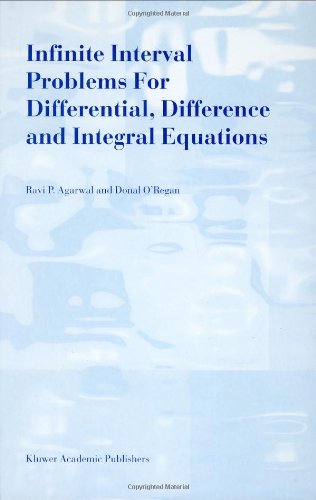 Infinite Interval
Problems For
Differential, Difference
and Integral Equations
Ravi P. Agarwal and Donal O'Regan
Kluwer Academic Publishers